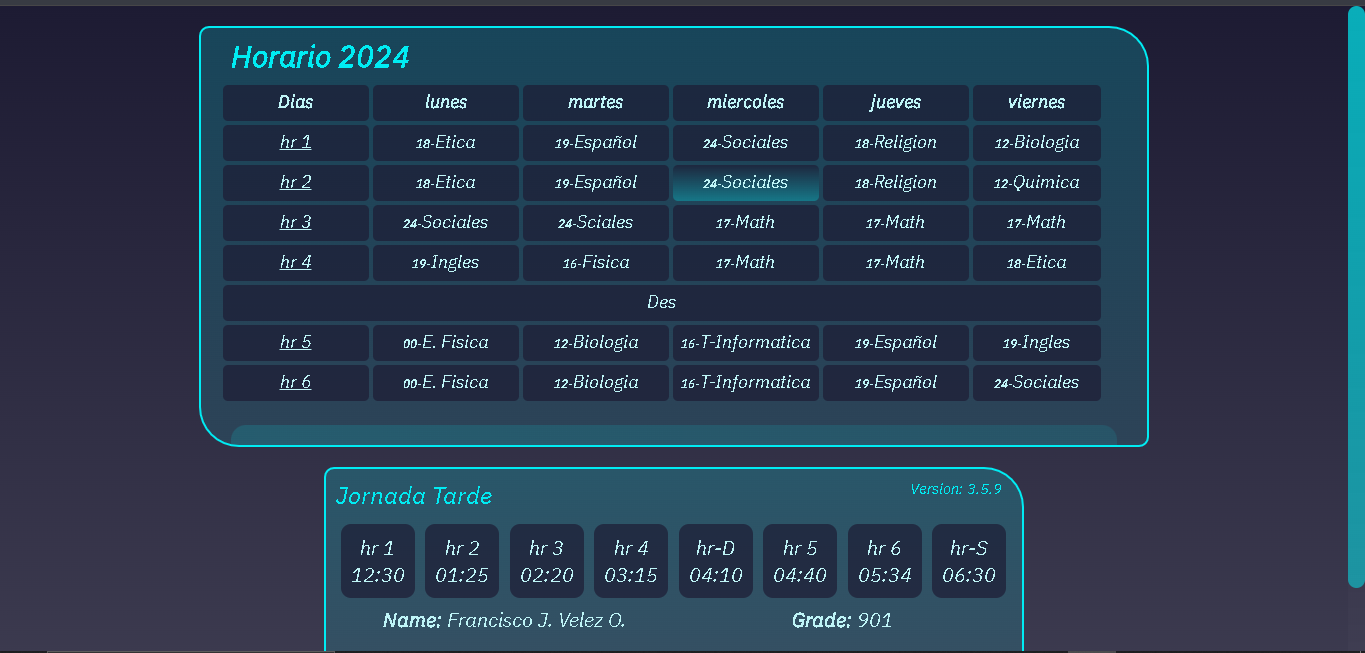 Horario 2024
Dias lunes martes miercoles jueves viernes
hr 1 18-Etica 19-Español 24-Sociales 18-Religion 12-Biologia
hr 2 18-Etica 19-Español 24-Sociales 18-Religion 12-Quimica
hr 3 24-Sociales 24-Sciales 17-Math 17-Math 17-Math
hr 4 19-Ingles 16-Fisica 17-Math 17-Math 18-Etica
Des
hr 5 00-E. Fisica 12-Biologia 16-T-Informatica 19-Español 19-Ingles
hr 6 00-E. Fisica 12-Biologia 16-T-Informatica 19-Español 24-Sociales
Jornada Tarde Version: 3.5.9
hr 1 hr 2 hr 3 hr 4 hr-D hr 5 hr 6 hr-S
12:30 01:25 02:20 03:15 04:10 04:40 05:34 06:30
Name: Francisco J. Velez O. Grade: 901